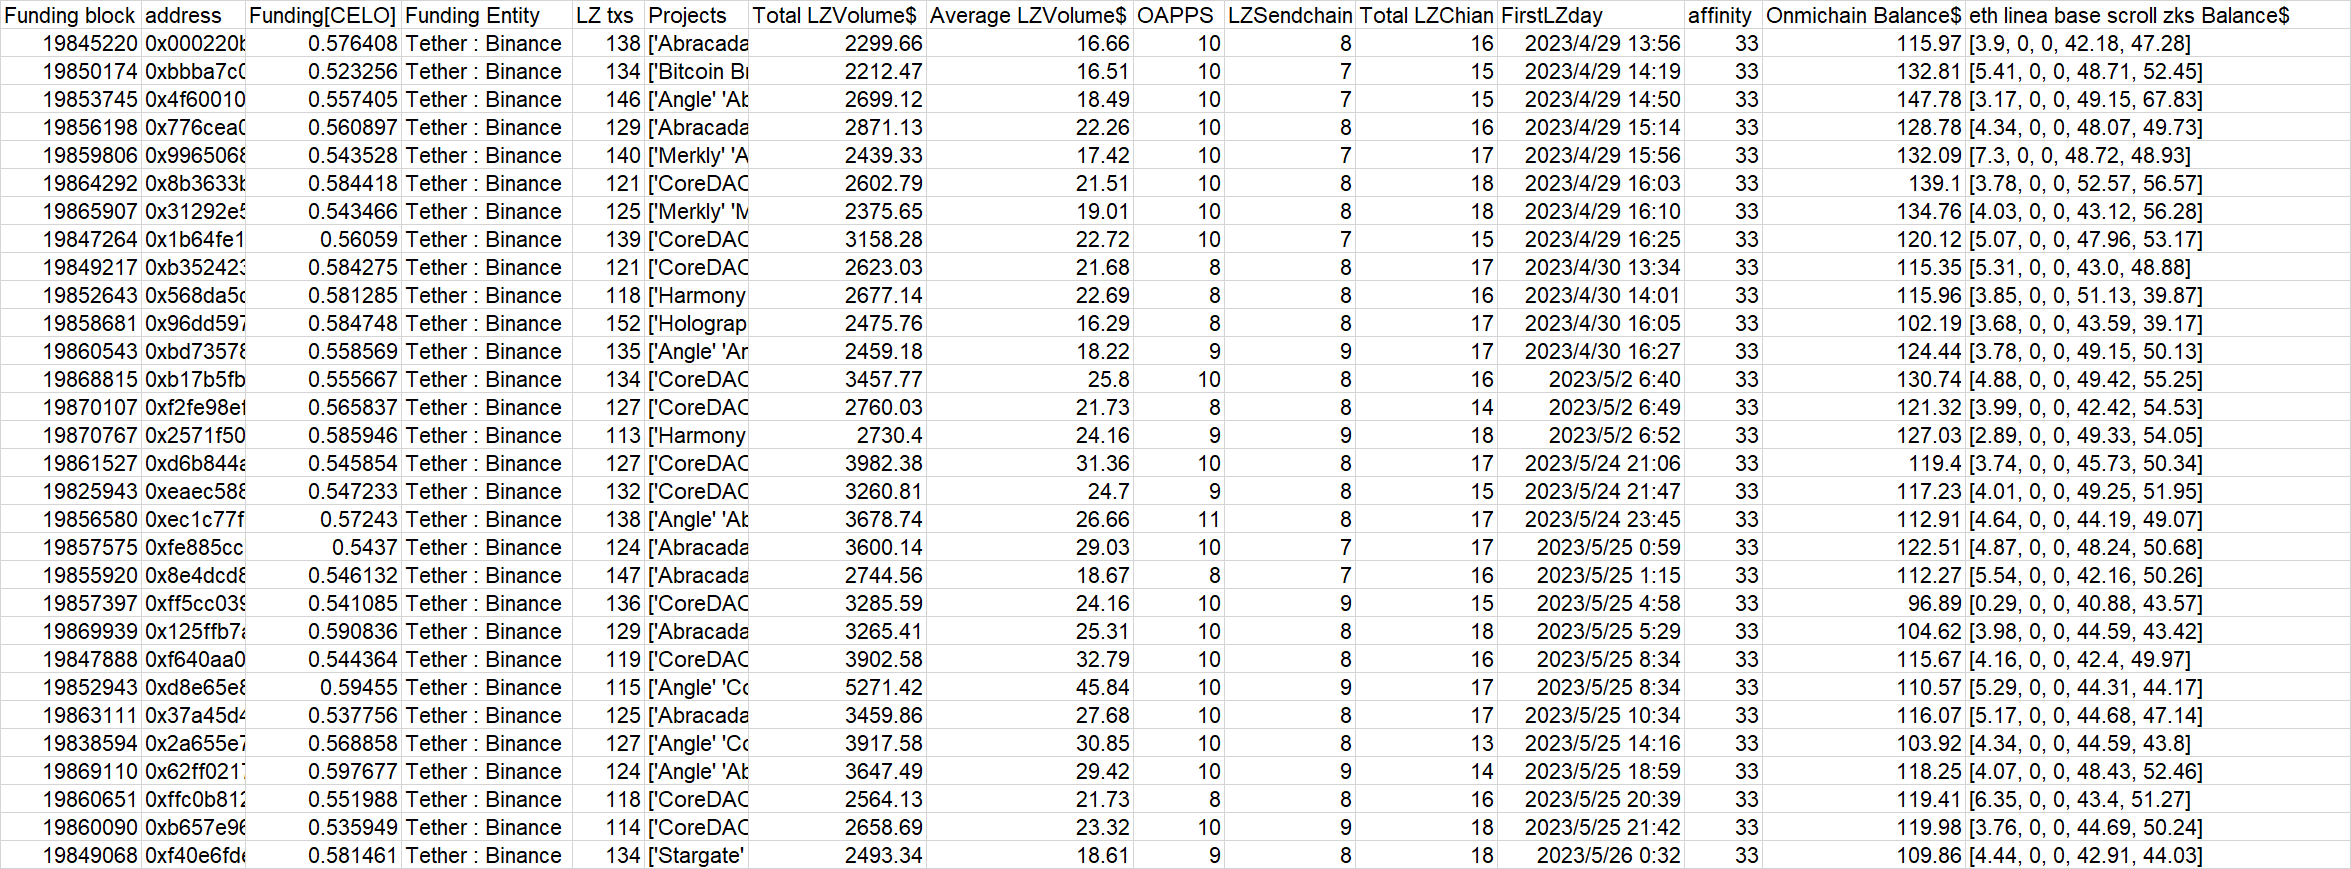 Funding block address Funding[CELO] Funding Entity LZ txs Projects Total LZVolume$ Average LZVolume$ OAPPS LZSendchain Total LZChian FirstLZday affinity Onmichain Balance$ eth linea base scroll zks Balance$
19845220 0x000220b 0.576408 Tether : Binance 138 ['Abracada 2299.66 16.66 10 8 16 2023/4/29 13:56 33 115.97 [3.9, 0, 0, 42.18, 47.28]
19850174 0xbbba7c0 0.523256 Tether : Binance 134 ['Bitcoin Br 2212.47 16.51 10 7 15 2023/4/29 14:19 33 132.81 [5.41, 0, 0, 48.71, 52.45]
19853745 0x4f60010 0.557405 Tether : Binance 146 ['Angle' 'Ab 2699.12 18.49 10 7 15 2023/4/29 14:50 33 147.78 [3.17, 0, 0, 49.15, 67.83]
19856198 0x776cea0 0.560897 Tether : Binance 129 ['Abracada 2871.13 22.26 10 8 16 2023/4/29 15:14 33 128.78 [4.34, 0, 0, 48.07, 49.73]
19859806 0x9965068 0.543528 Tether : Binance 140 ['Merkly' 'A 2439.33 17.42 10 7 17 2023/4/29 15:56 33 132.09 [7.3, 0, 0, 48.72, 48.93]
19864292 0x8b3633b 0.584418 Tether : Binance 121 ['CoreDAO 2602.79 21.51 10 8 18 2023/4/29 16:03 33 139.1 [3.78, 0, 0, 52.57, 56.57]
19865907 0x31292e5 0.543466 Tether : Binance 125 ['Merkly' 'M 2375.65 19.01 10 8 18 2023/4/29 16:10 33 134.76 [4.03, 0, 0, 43.12, 56.28]
19847264 0x1b64fe1 0.56059 Tether : Binance 139 ['CoreDAO 3158.28 22.72 10 7 15 2023/4/29 16:25 33 120.12 [5.07, 0, 0, 47.96, 53.17]
19849217 0xb352423 0.584275 Tether : Binance 121 ['CoreDAO 2623.03 21.68 8 8 17 2023/4/30 13:34 33 115.35 [5.31, 0, 0, 43.0, 48.88]
19852643 0x568da5c 0.581285 Tether : Binance 118 ['Harmony 2677.14 22.69 8 8 16 2023/4/30 14:01 33 115.96 [3.85, 0, 0, 51.13, 39.87]
19858681 0x96dd597 0.584748 Tether : Binance 152 ['Holograp 2475.76 16.29 8 8 17 2023/4/30 16:05 33 102.19 [3.68, 0, 0, 43.59, 39.17]
19860543 0xbd73578 0.558569 Tether : Binance 135 ['Angle' 'An 2459.18 18.22 9 9 17 2023/4/30 16:27 33 124.44 [3.78, 0, 0, 49.15, 50.13]
19868815 0xb17b5fb 0.555667 Tether : Binance 134 ['CoreDAO 3457.77 25.8 10 8 16 2023/5/2 6:40 33 130.74 [4.88, 0, 0, 49.42, 55.25]
19870107 0xf2fe98ef 0.565837 Tether : Binance 127 ['CoreDAO 2760.03 21.73 8 8 14 2023/5/2 6:49 33 121.32 [3.99, 0, 0, 42.42, 54.53]
19870767 0x2571f50 0.585946 Tether : Binance 113 ['Harmony 2730.4 24.16 9 9 18 2023/5/2 6:52 33 127.03 [2.89, 0, 0, 49.33, 54.05]
19861527 0xd6b844a 0.545854 Tether : Binance 127 ['CoreDAO 3982.38 31.36 10 8 17 2023/5/24 21:06 33 119.4 [3.74, 0, 0, 45.73, 50.34]
19825943 0xeaec588 0.547233 Tether : Binance 132 ['CoreDAO 3260.81 24.7 9 8 15 2023/5/24 21:47 33 117.23 [4.01, 0, 0, 49.25, 51.95]
19856580 0xec1c77f 0.57243 Tether : Binance 138 ['Angle' 'Ab 3678.74 26.66 11 8 17 2023/5/24 23:45 33 112.91 [4.64, 0, 0, 44.19, 49.07]
19857575 0xfe885cc 0.5437 Tether : Binance 124 ['Abracada 3600.14 29.03 10 7 17 2023/5/25 0:59 33 122.51 [4.87, 0, 0, 48.24, 50.68]
19855920 0x8e4dcd8 0.546132 Tether : Binance 147 ['Abracada 2744.56 18.67 8 7 16 2023/5/25 1:15 33 112.27 [5.54, 0, 0, 42.16, 50.26]
19857397 0xff5cc039 0.541085 Tether : Binance 136 ['CoreDAO 3285.59 24.16 10 9 15 2023/5/25 4:58 33 96.89 [0.29, 0, 0, 40.88, 43.57]
19869939 0x125ffb7a 0.590836 Tether : Binance 129 ['Abracada 3265.41 25.31 10 8 18 2023/5/25 5:29 33 104.62 [3.98, 0, 0, 44.59, 43.42]
19847888 0xf640aa0 0.544364 Tether : Binance 119 ['CoreDAO 3902.58 32.79 10 8 16 2023/5/25 8:34 33 115.67 [4.16, 0, 0, 42.4, 49.97]
19852943 0xd8e65e8 0.59455 Tether : Binance 115 ['Angle' 'Co 5271.42 45.84 10 9 17 2023/5/25 8:34 33 110.57 [5.29, 0, 0, 44.31, 44.17]
19863111 0x37a45d4 0.537756 Tether : Binance 125 ['Abracada 3459.86 27.68 10 8 17 2023/5/25 10:34 33 116.07 [5.17, 0, 0, 44.68, 47.14]
19838594 0x2a655e7 0.568858 Tether : Binance 127 ['Angle' 'Co 3917.58 30.85 10 8 13 2023/5/25 14:16 33 103.92 [4.34, 0, 0, 44.59, 43.8]
19869110 0x62ff0217 0.597677 Tether : Binance 124 ['Angle' 'Ab 3647.49 29.42 10 9 14 2023/5/25 18:59 33 118.25 [4.07, 0, 0, 48.43, 52.46]
19860651 0xffc0b812 0.551988 Tether : Binance 118 ['CoreDAO 2564.13 21.73 8 8 16 2023/5/25 20:39 33 119.41 [6.35, 0, 0, 43.4, 51.27]
19860090 0xb657e96 0.535949 Tether : Binance 114 ['CoreDAO 2658.69 23.32 10 9 18 2023/5/25 21:42 33 119.98 [3.76, 0, 0, 44.69, 50.24]
19849068 0xf40e6fde 0.581461 Tether : Binance 134 ['Stargate' 2493.34 18.61 9 8 18 2023/5/26 0:32 33 109.86 [4.44, 0, 0, 42.91, 44.03]